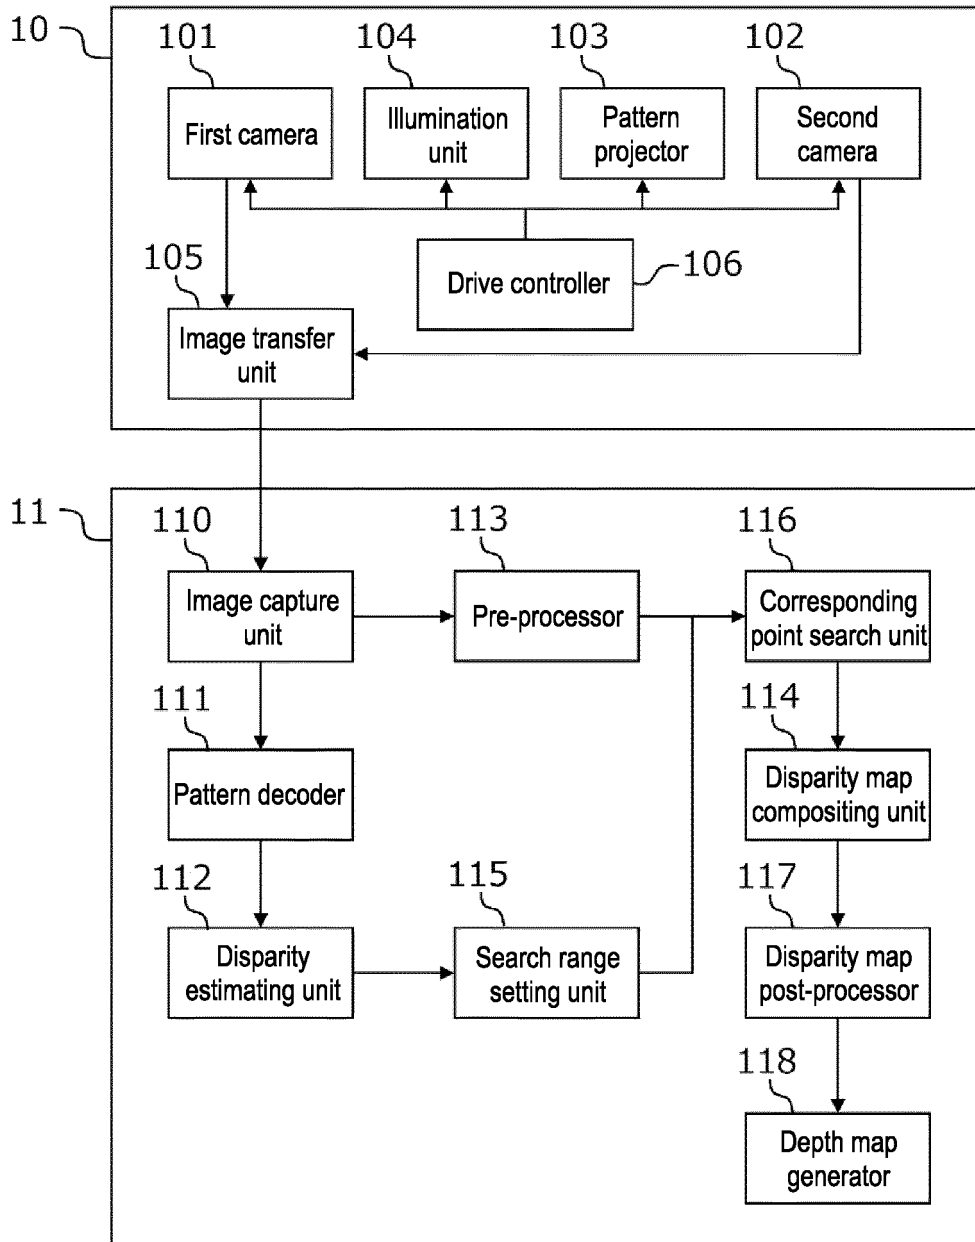 10
101
104
103
102
First camera
Illumination
unit
Pattern
projector
Second
camera
105
106
Drive controller
Image transfer
unit
11
110
113
116
Image capture
unit
Pre-processor
Corresponding
point search unit
111
114
Pattern decoder
Disparity map
compositing unit
112
115
117
Disparity
estimating unit
Search range
setting unit
Disparity map
post-processor
118
Depth map
generator